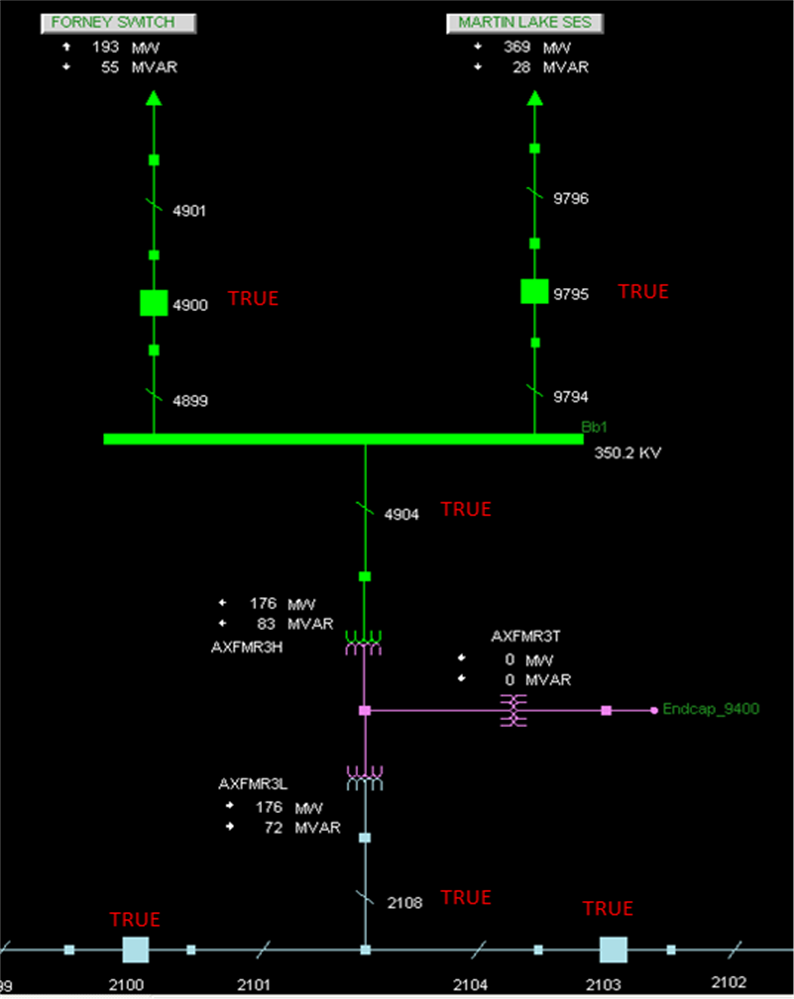 FORNEY SWITCH
MARTIN LAKE SES
193 MW
55 MVAR
369 MW
28 MVAR
4901
9796
4900 TRUE
9795 TRUE
4899
9794
Bb1
350.2 KV
4904 TRUE
176 MW
83 MVAR
AXFMR3H
AXFMR3T
0 MW
0 MVAR
Endcap_9400
AXFMR3L
176 MW
72 MVAR
2108 TRUE
TRUE
TRUE
99
2100
2101
2104
2103
2102